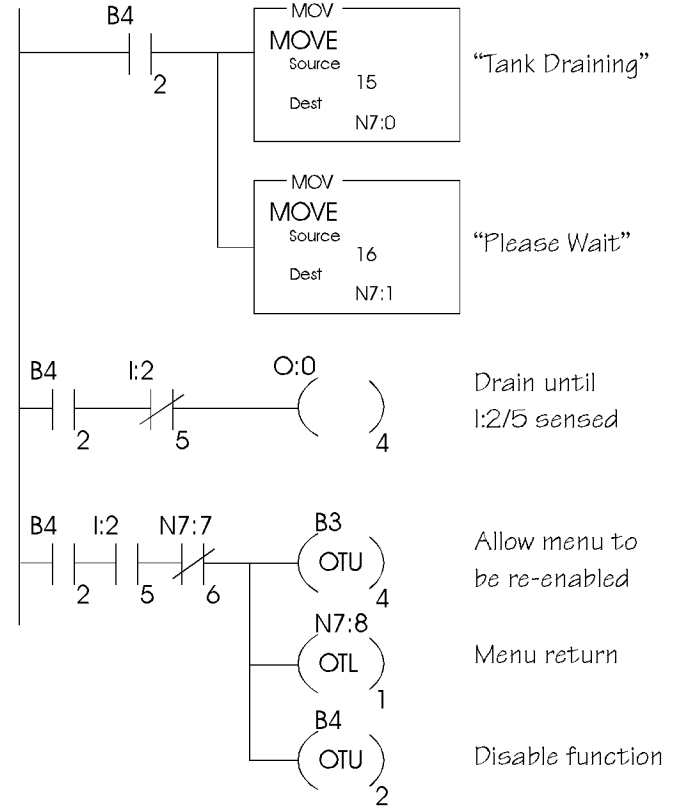 B4
MOV
MOVE
Source
15
Dest
N7:0
2
"Tank Draining"
MOV
MOVE
Source
16
Dest
N7:1
"Please Wait"
B4
I:2
O:0
2
5
4
Drain until
I:2/5 sensed
B4
I:2
N7:7
B3
2
5
6
OTU
4
Allow menu to
be re-enabled
N7:8
OTL
1
Menu return
B4
OTU
2
Disable function